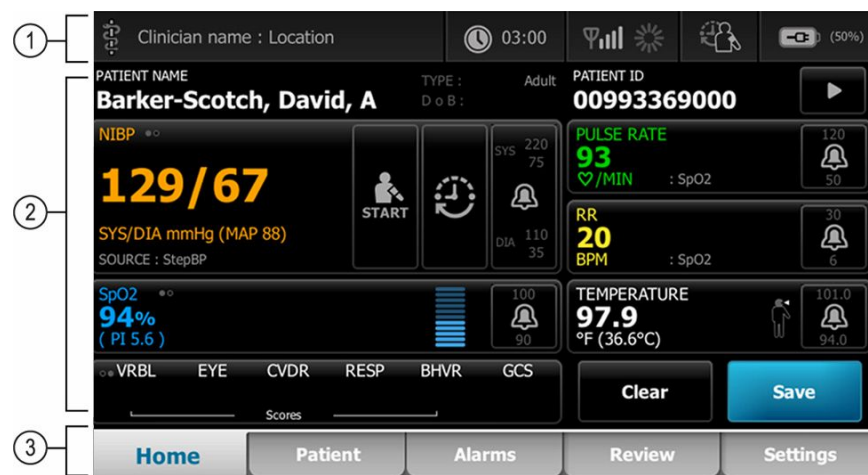 1
Clinician name : Location
03:00
(50%)
2
PATIENT NAME
Barker-Scotch, David, A
TYPE : Adult
D o B :
PATIENT ID
00993369000
NIBP
129/67
SYS/DIA mmHg (MAP 88)
SOURCE : StepBP
START
SYS 220
75
DIA 110
35
PULSE RATE
93
/MIN : SpO2
120
50
RR
20
BPM : SpO2
30
6
SpO2
94%
( PI 5.6 )
100
90
TEMPERATURE
97.9
°F (36.6°C)
101.0
94.0
VRBL EYE CVDR RESP BHVR GCS
Scores
Clear
Save
3
Home Patient Alarms Review Settings